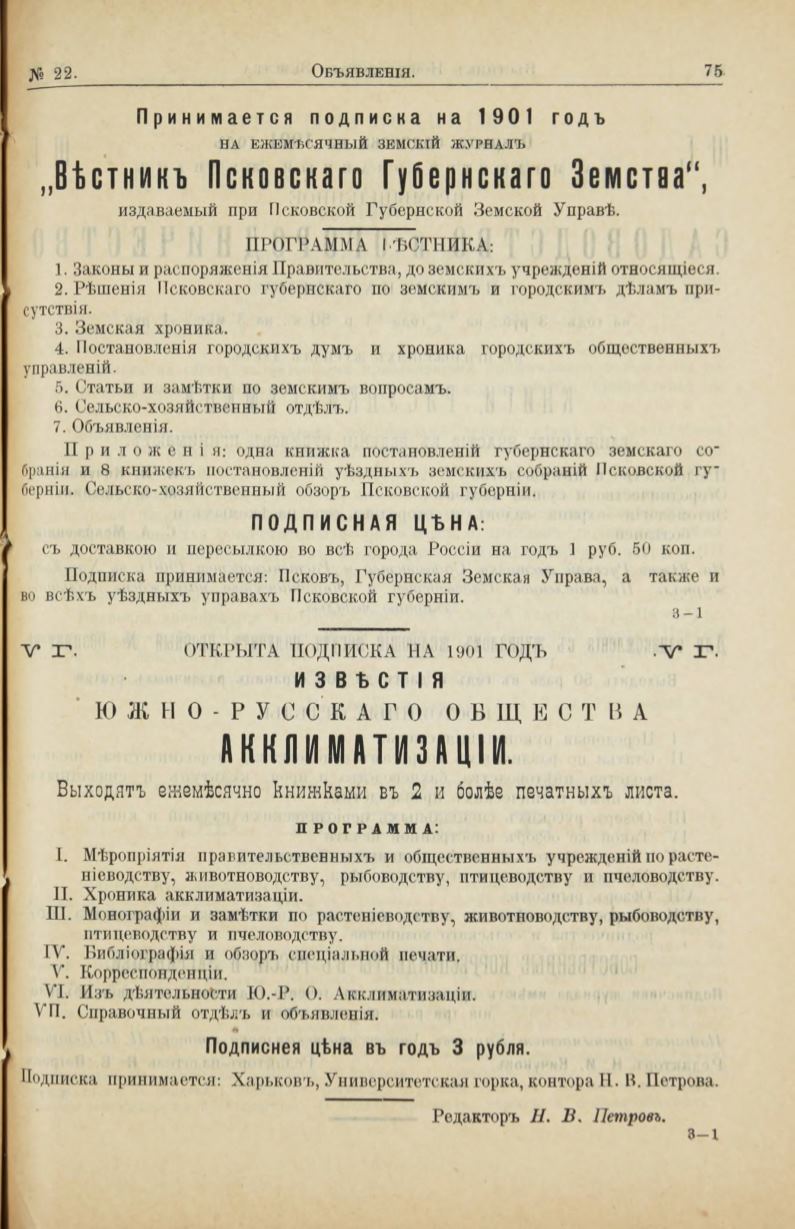 № 22.
Объявленія.
75
Принимается подписка на 1901 годъ
на ежемѣсячный земскій журналъ
„Вѣстникъ Псковскаго Губернскаго Земства“,
издаваемый при Псковской Губернской Земской Управѣ.
ПРОГРАММА ВѢСТНИКА:
1. Законы и распоряженія Правительства, до земскихъ учрежденій относящіеся.
2. Рѣшенія Псковскаго губернскаго по земскимъ и городскимъ дѣламъ при-
сутствія.
3. Земская хроника.
4. Постановленія городскихъ думъ и хроника городскихъ общественныхъ
управленій.
5. Статьи и замѣтки по земскимъ вопросамъ.
6. Сельско-хозяйственный отдѣлъ.
7. Объявленія.
Приложенія: одна книжка постановленій губернскаго земскаго со-
бранія и 8 книжекъ постановленій уѣздныхъ земскихъ собраній Псковской гу-
берніи. Сельско-хозяйственный обзоръ Псковской губерніи.
ПОДПИСНАЯ ЦѢНА:
съ доставкою и пересылкою во всѣ города Россіи на годъ 1 руб. 50 коп.
Подписка принимается: Псковъ, Губернская Земская Управа, а также и
во всѣхъ уѣздныхъ управахъ Псковской губерніи.
3–1
V Г. ОТКРЫТА ПОДПИСКА НА 1901 ГОДЪ .V Г.
ИЗВѢСТІЯ
ЮЖНО-РУССКАГО ОБЩЕСТВА
АККЛИМАТИЗАЦІИ.
Выходятъ ежемѣсячно книжками въ 2 и болѣе печатныхъ листа.
ПРОГРАММА:
I. Мѣропріятія правительственныхъ и общественныхъ учрежденій по расте-
ніеводству, животноводству, рыбоводству, птицеводству и пчеловодству.
II. Хроника акклиматизаціи.
III. Монографіи и замѣтки по растеніеводству, животноводству, рыбоводству,
птицеводству и пчеловодству.
IV. Библіографія и обзоръ спеціальной печати.
V. Корреспонденціи.
VI. Изъ дѣятельности Ю.-Р. О. Акклиматизаціи.
VII. Справочный отдѣлъ и объявленія.
Подписнея цѣна въ годъ 3 рубля.
Подписка принимается: Харьковъ, Университетская горка, контора Н. В. Петрова.
Редакторъ Н. В. Петровъ.
3–1